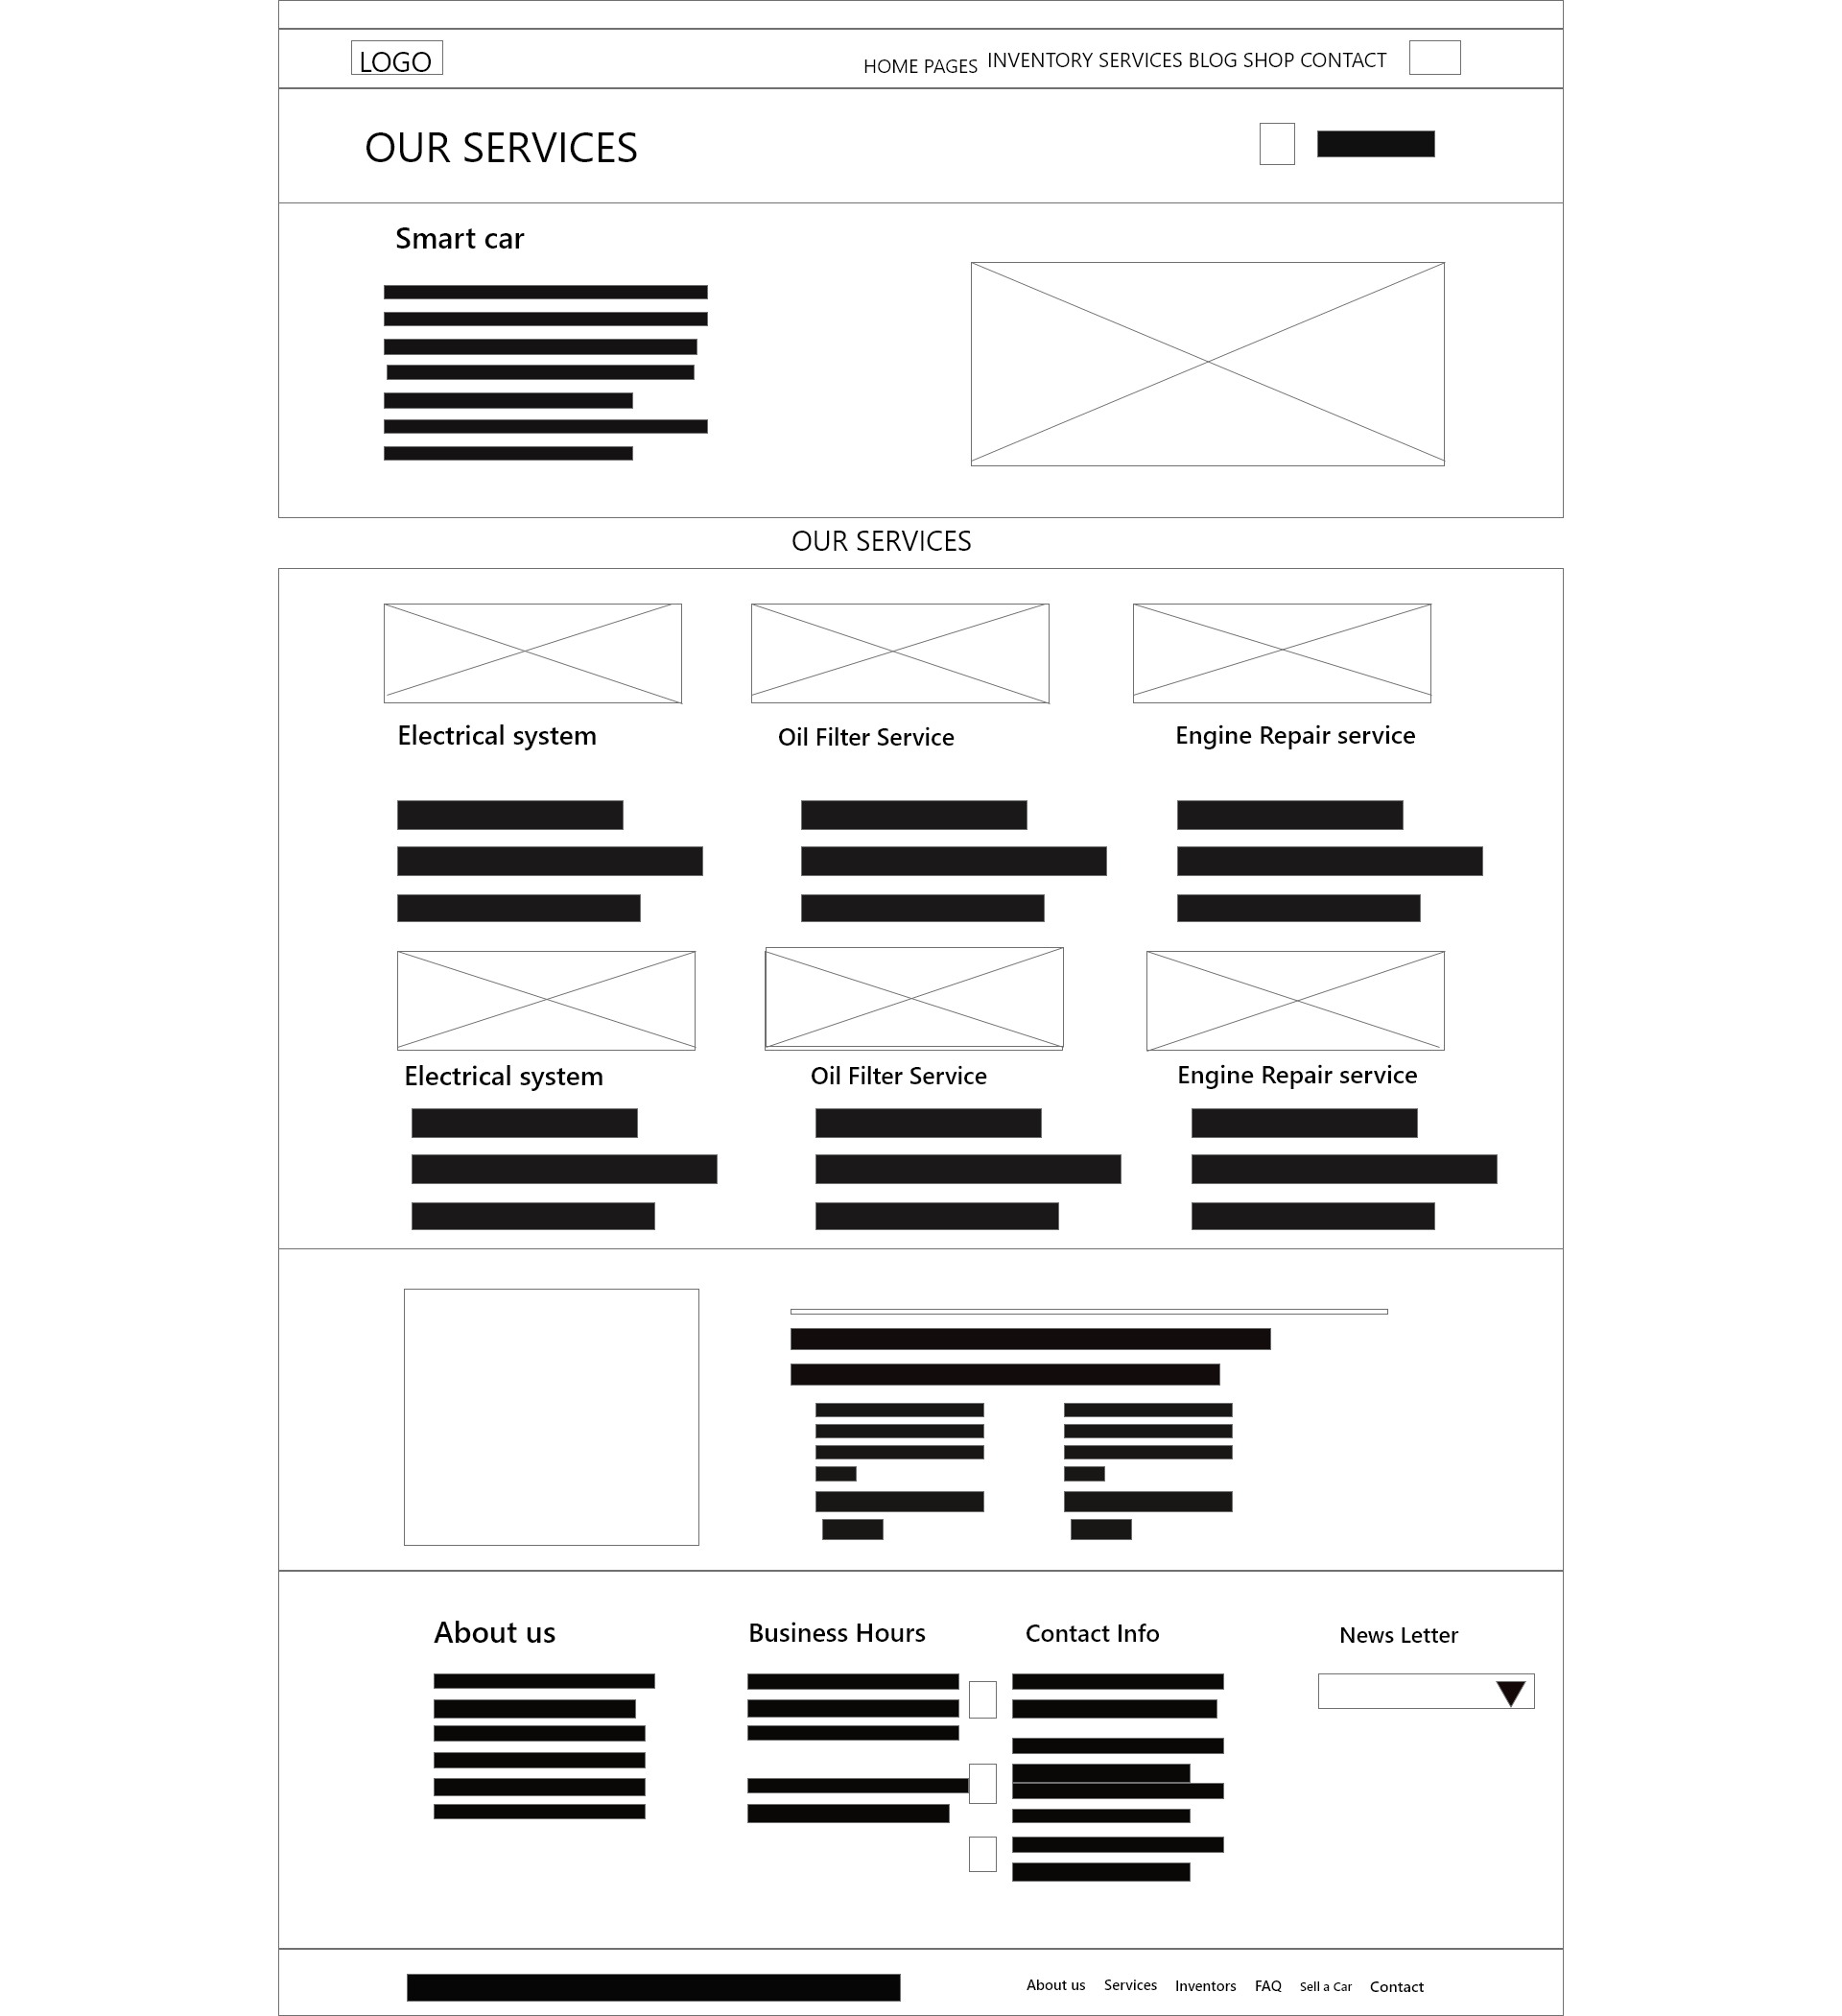 LOGO
HOME PAGES INVENTORY SERVICES BLOG SHOP CONTACT
OUR SERVICES
Smart car
OUR SERVICES
Electrical system
Oil Filter Service
Engine Repair service
Electrical system
Oil Filter Service
Engine Repair service
About us
Business Hours
Contact Info
News Letter
About us Services Inventors FAQ Sell a Car Contact